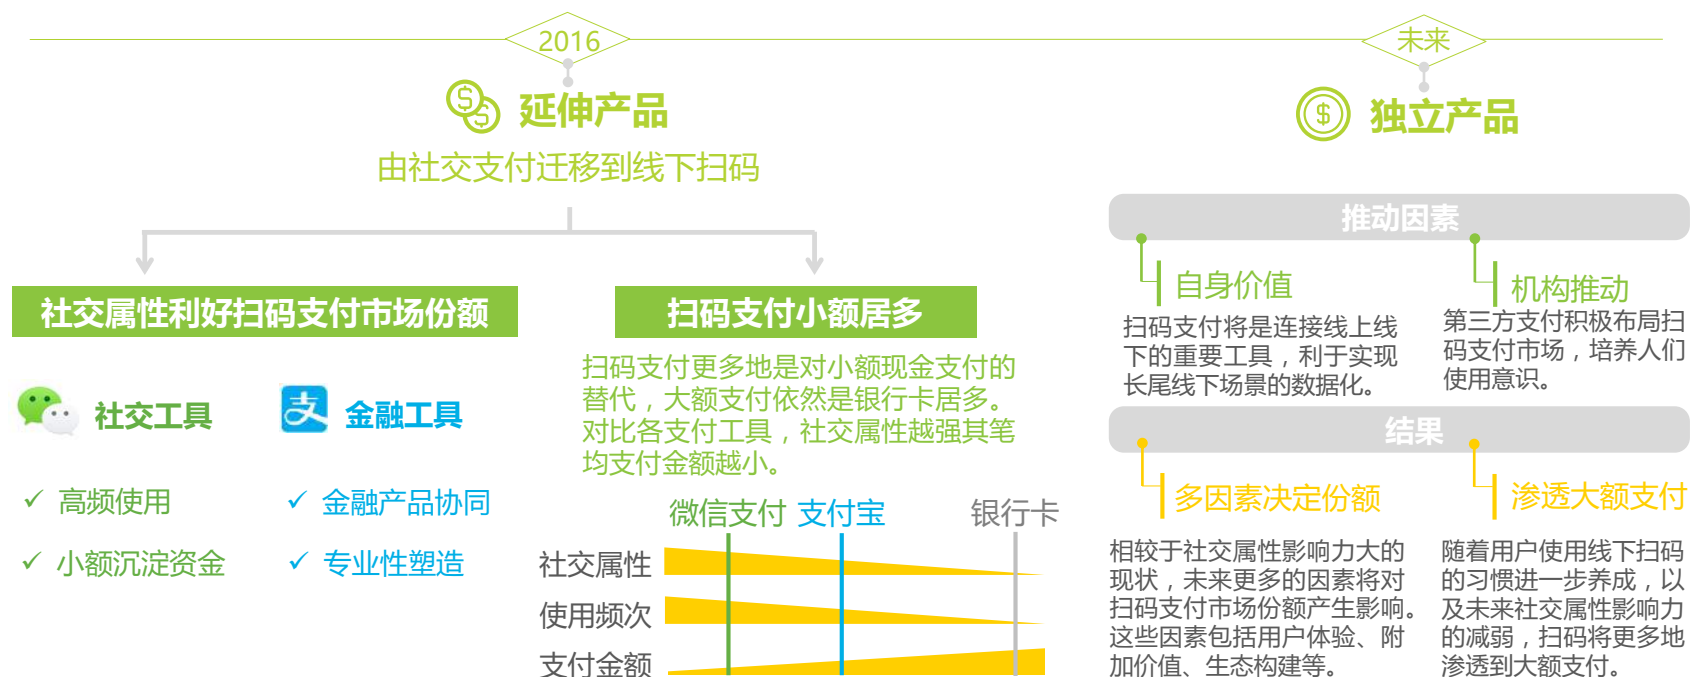 2016
延伸产品
由社交支付迁移到线下扫码
社交属性利好扫码支付市场份额
社交工具
✓ 高频使用
✓ 小额沉淀资金
支
金融工具
✓ 金融产品协同
✓ 专业性塑造
扫码支付小额居多
扫码支付更多地是对小额现金支付的
替代，大额支付依然是银行卡居多。
对比各支付工具，社交属性越强其笔
均支付金额越小。
微信支付 支付宝 银行卡
社交属性
使用频次
支付金额
未来
独立产品
推动因素
自身价值
扫码支付将是连接线上线
下的重要工具，利于实现
长尾线下场景的数据化。
机构推动
第三方支付积极布局扫
码支付市场，培养人们
使用意识。
结果
多因素决定份额
相较于社交属性影响力大的
现状，未来更多的因素将对
扫码支付市场份额产生影响。
这些因素包括用户体验、附
加价值、生态构建等。
渗透大额支付
随着用户使用线下扫码
的习惯进一步养成，以
及未来社交属性影响力
的减弱，扫码将更多地
渗透到大额支付。